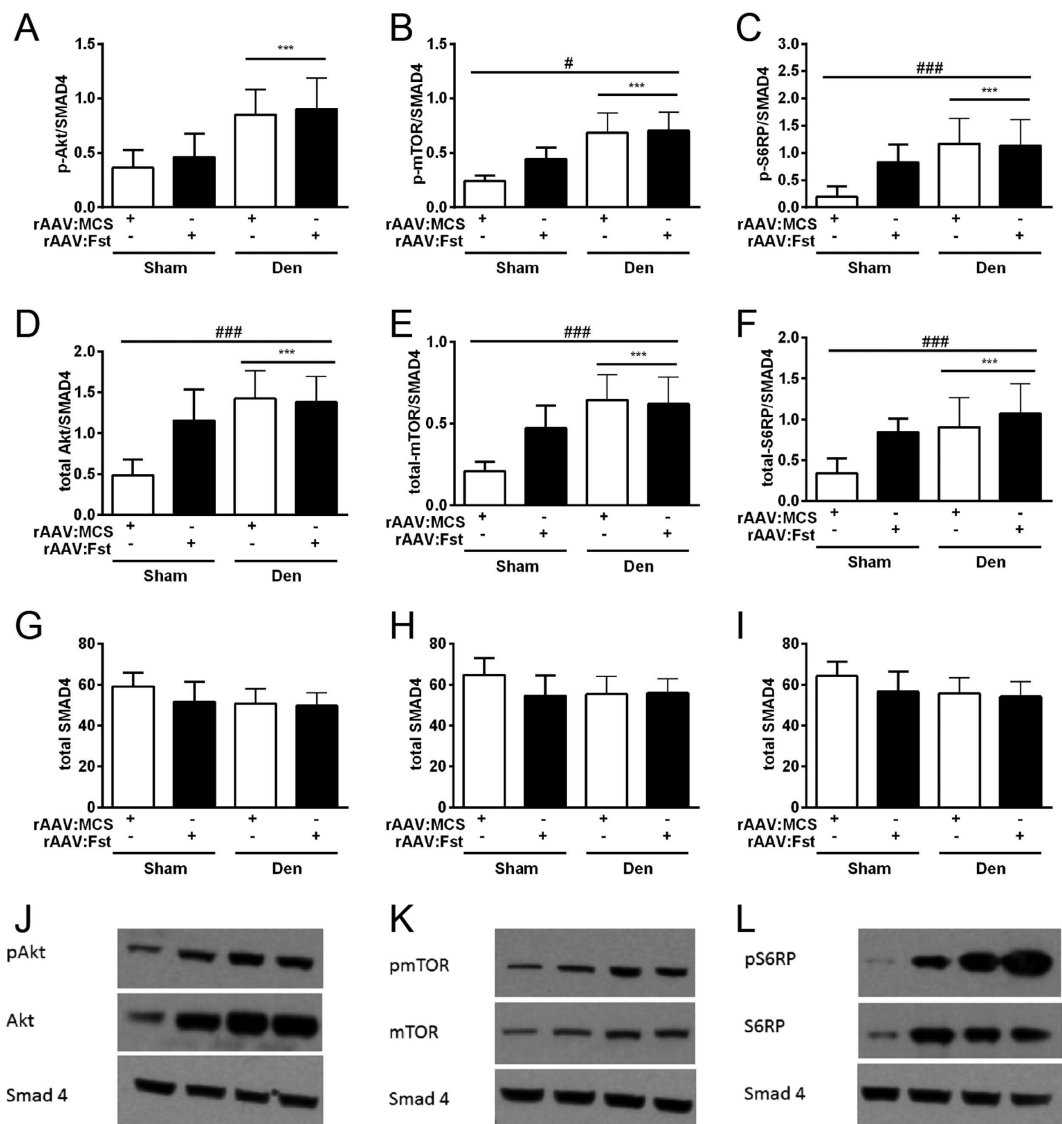 A
p-Akt/SMAD4
1.5
1.0
0.5
0.0
***
rAAV:MCS + - + -
rAAV:Fst - + - +
Sham Den
B
p-mTOR/SMAD4
1.5
1.0
0.5
0.0
#
***
rAAV:MCS + - + -
rAAV:Fst - + - +
Sham Den
C
p-S6RP/SMAD4
3.0
2.5
2.0
1.5
1.0
0.5
0.0
###
***
rAAV:MCS + - + -
rAAV:Fst - + - +
Sham Den
D
total Akt/SMAD4
2.0
1.5
1.0
0.5
0.0
###
***
rAAV:MCS + - + -
rAAV:Fst - + - +
Sham Den
E
total-mTOR/SMAD4
1.0
0.5
0.0
###
***
rAAV:MCS + - + -
rAAV:Fst - + - +
Sham Den
F
total-S6RP/SMAD4
2.0
1.5
1.0
0.5
0.0
###
***
rAAV:MCS + - + -
rAAV:Fst - + - +
Sham Den
G
total SMAD4
80
60
40
20
0
rAAV:MCS + - + -
rAAV:Fst - + - +
Sham Den
H
total SMAD4
80
60
40
20
0
rAAV:MCS + - + -
rAAV:Fst - + - +
Sham Den
I
total SMAD4
80
60
40
20
0
rAAV:MCS + - + -
rAAV:Fst - + - +
Sham Den
J
pAkt
Akt
Smad 4
K
pmTOR
mTOR
Smad 4
L
pS6RP
S6RP
Smad 4